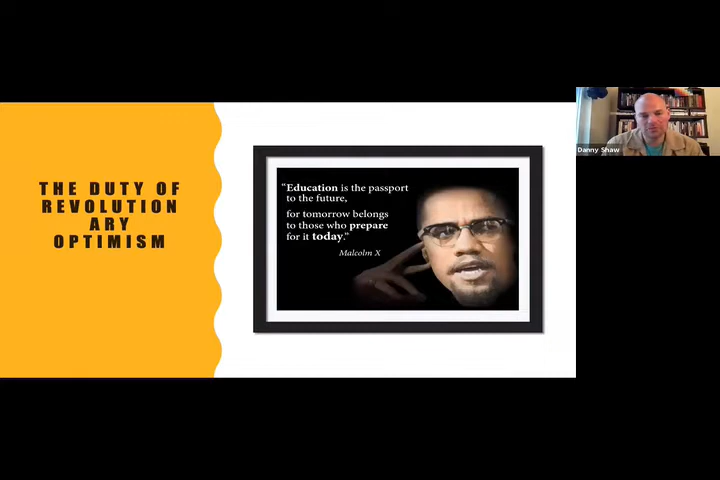 THE DUTY OF
REVOLUTION
ARY
OPTIMISM
“Education is the passport
to the future,
for tomorrow belongs
to those who prepare
for it today.”
Malcolm X
Danny Shaw